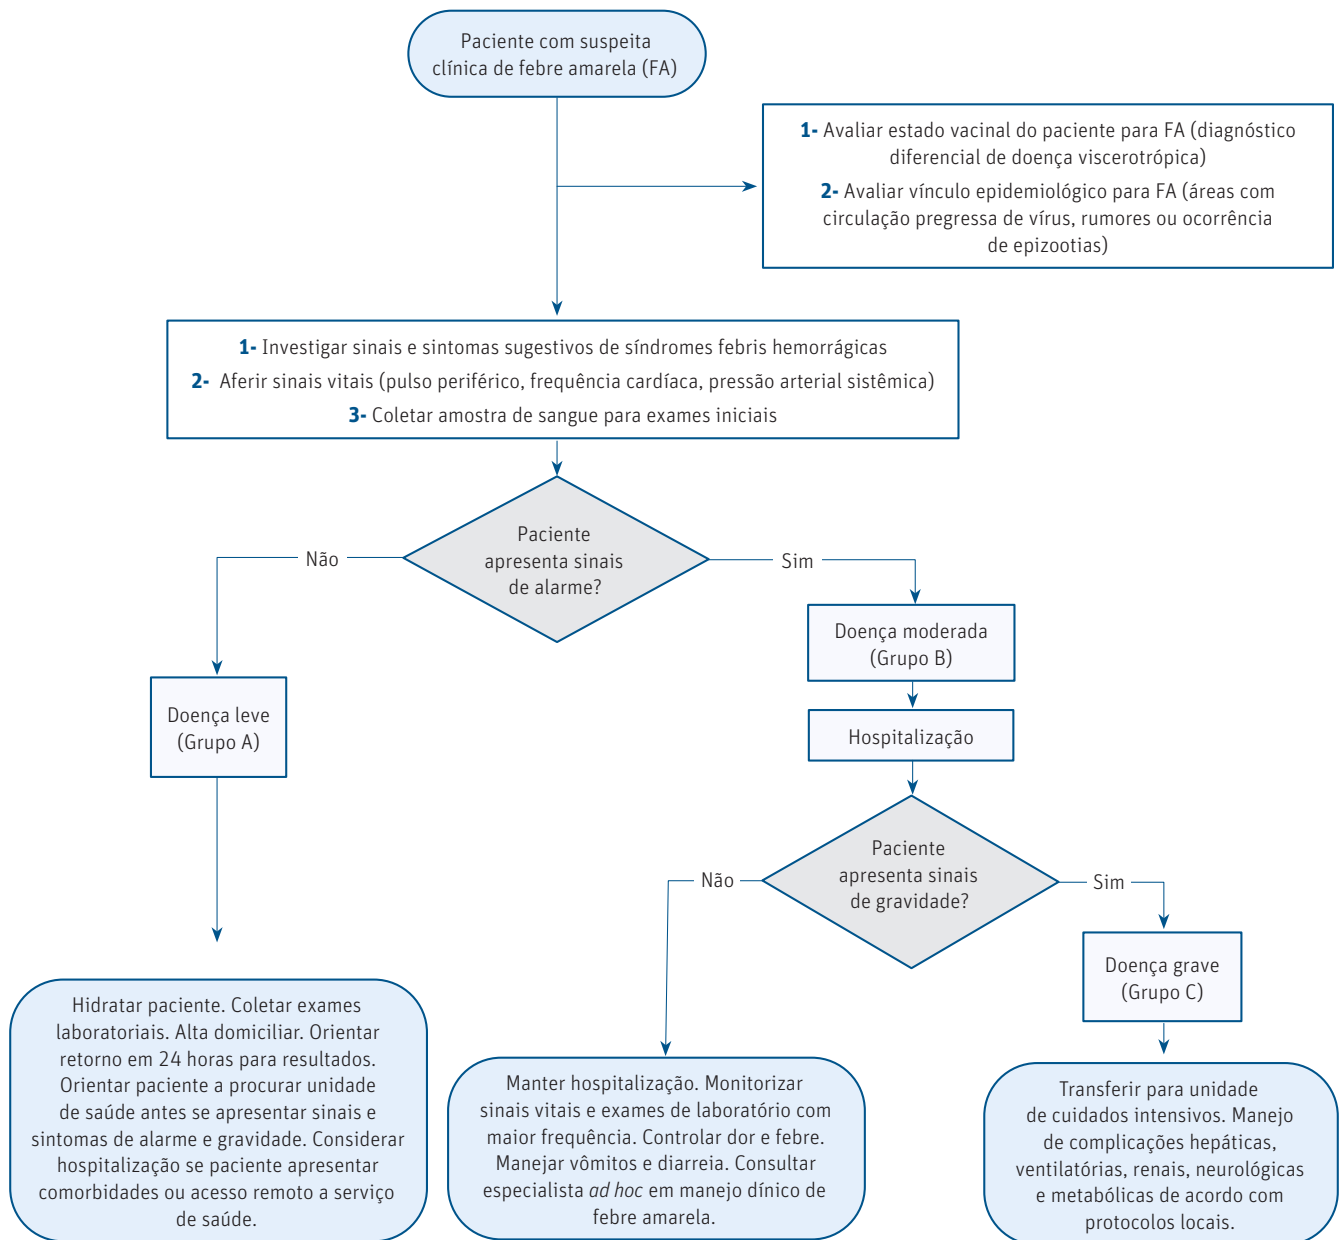 Paciente com suspeita
clínica de febre amarela (FA)
1- Avaliar estado vacinal do paciente para FA (diagnóstico
diferencial de doença viscerotrópica)
2- Avaliar vínculo epidemiológico para FA (áreas com
circulação pregressa de vírus, rumores ou ocorrência
de epizootias)
1- Investigar sinais e sintomas sugestivos de síndromes febris hemorrágicas
2- Aferir sinais vitais (pulso periférico, frequência cardíaca, pressão arterial sistêmica)
3- Coletar amostra de sangue para exames iniciais
Paciente
apresenta sinais
de alarme?
Não
Sim
Doença leve
(Grupo A)
Doença moderada
(Grupo B)
Hospitalização
Paciente
apresenta sinais
de gravidade?
Não
Sim
Doença grave
(Grupo C)
Hidratar paciente. Coletar exames
laboratoriais. Alta domiciliar. Orientar
retorno em 24 horas para resultados.
Orientar paciente a procurar unidade
de saúde antes se apresentar sinais e
sintomas de alarme e gravidade. Considerar
hospitalização se paciente apresentar
comorbidades ou acesso remoto a serviço
de saúde.
Manter hospitalização. Monitorizar
sinais vitais e exames de laboratório com
maior frequência. Controlar dor e febre.
Manejar vômitos e diarreia. Consultar
especialista ad hoc em manejo dínico de
febre amarela.
Transferir para unidade
de cuidados intensivos. Manejo
de complicações hepáticas,
ventilatórias, renais, neurológicas
e metabólicas de acordo com
protocolos locais.